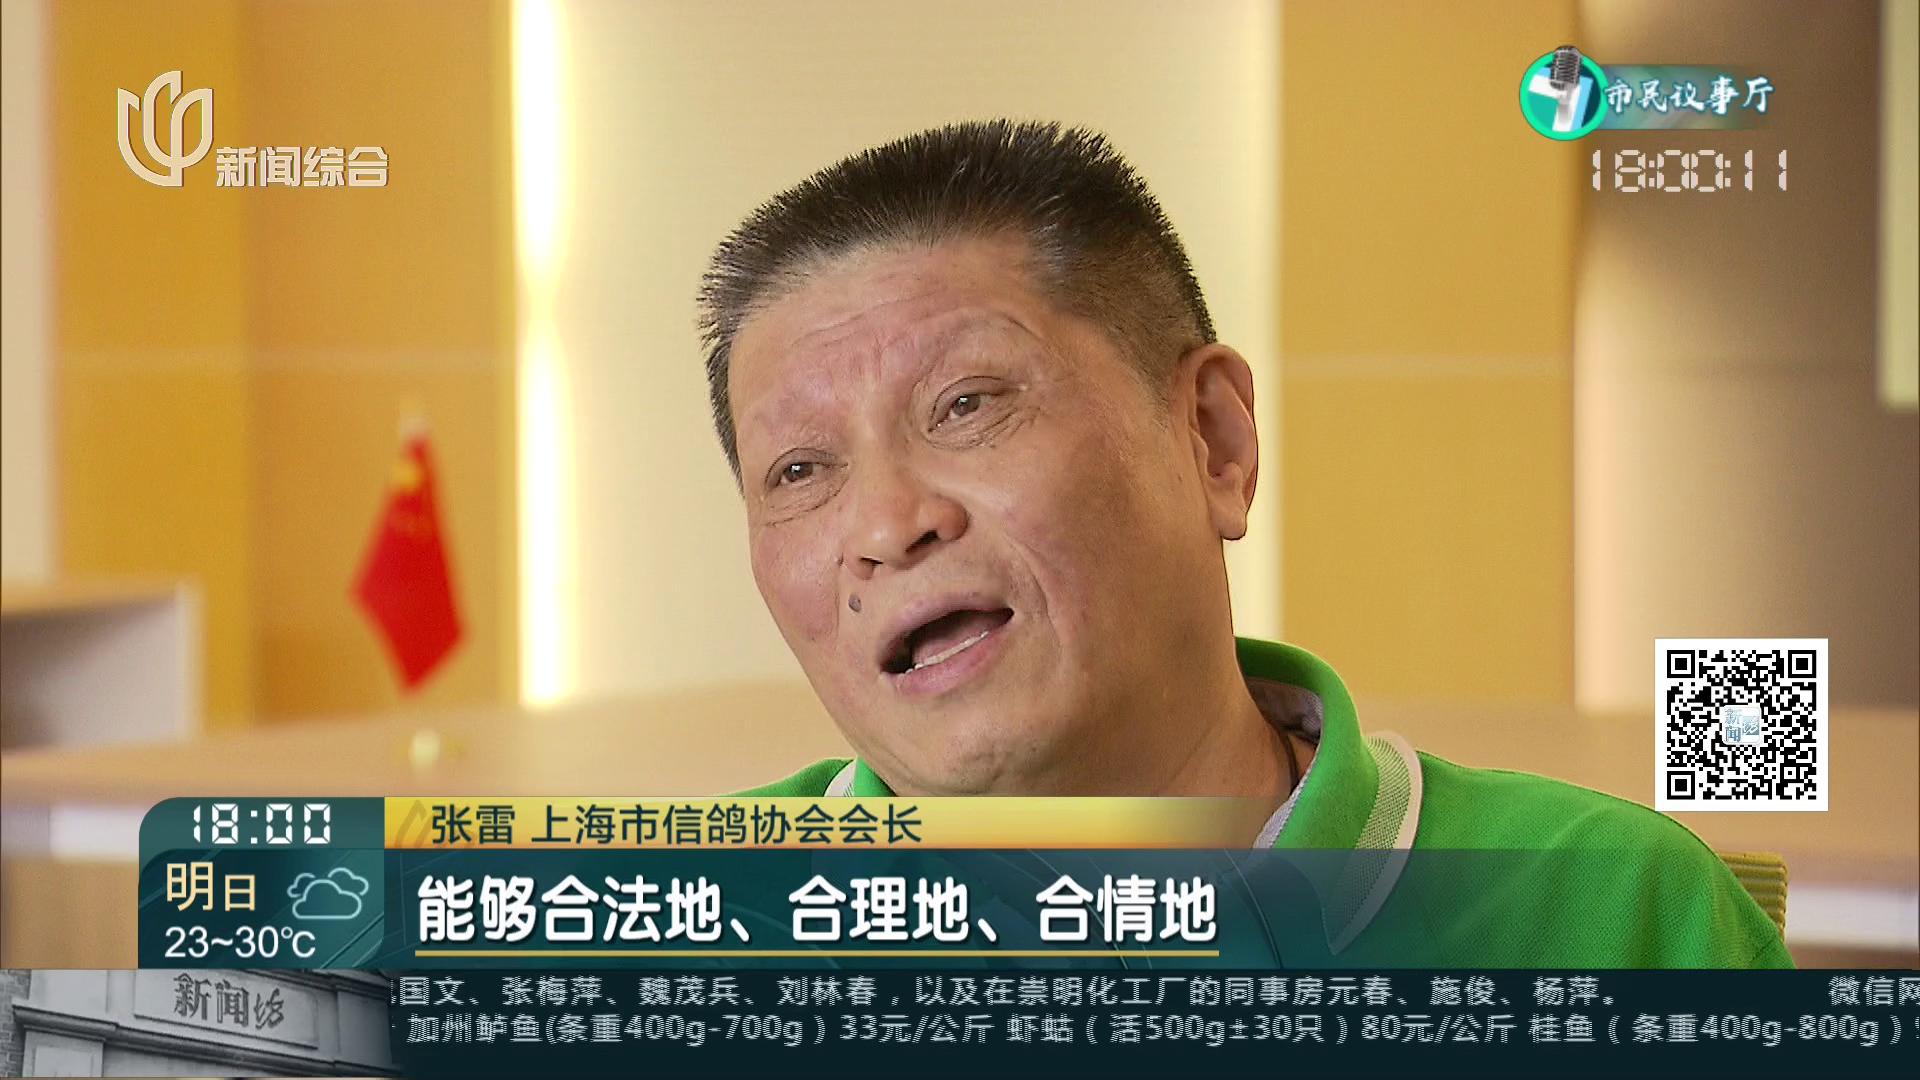 新闻综合
市民议事厅
18:00:11
新闻
18:00
张雷 上海市信鸽协会会长
明日
23~30℃
能够合法地、合理地、合情地
新闻坊
国文、张梅萍、魏茂兵、刘林春，以及在崇明化工厂的同事房元春、施俊、杨萍。 微信网
加州鲈鱼(条重400g-700g）33元/公斤 虾蛄（活500g±30只）80元/公斤 桂鱼（条重400g-800g）